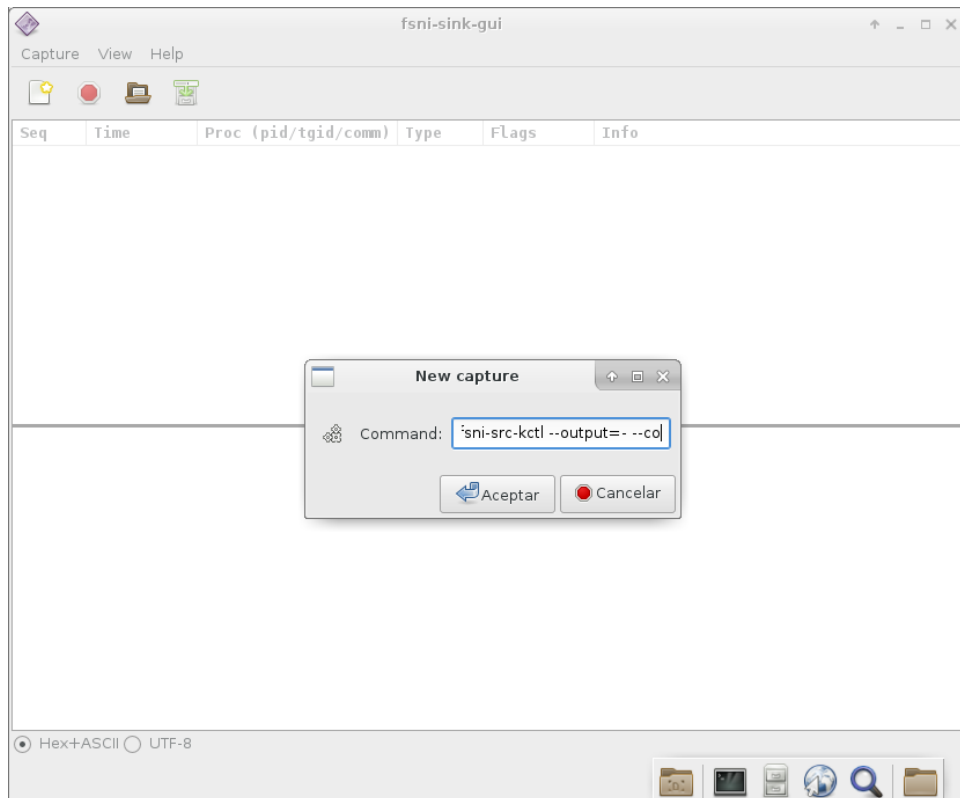 fsni-sink-gui
Capture View Help
Seq Time Proc (pid/tgid/comm) Type Flags Info
New capture
Command: fsni-src-kctl --output=- --co
Aceptar Cancelar
Hex+ASCII UTF-8